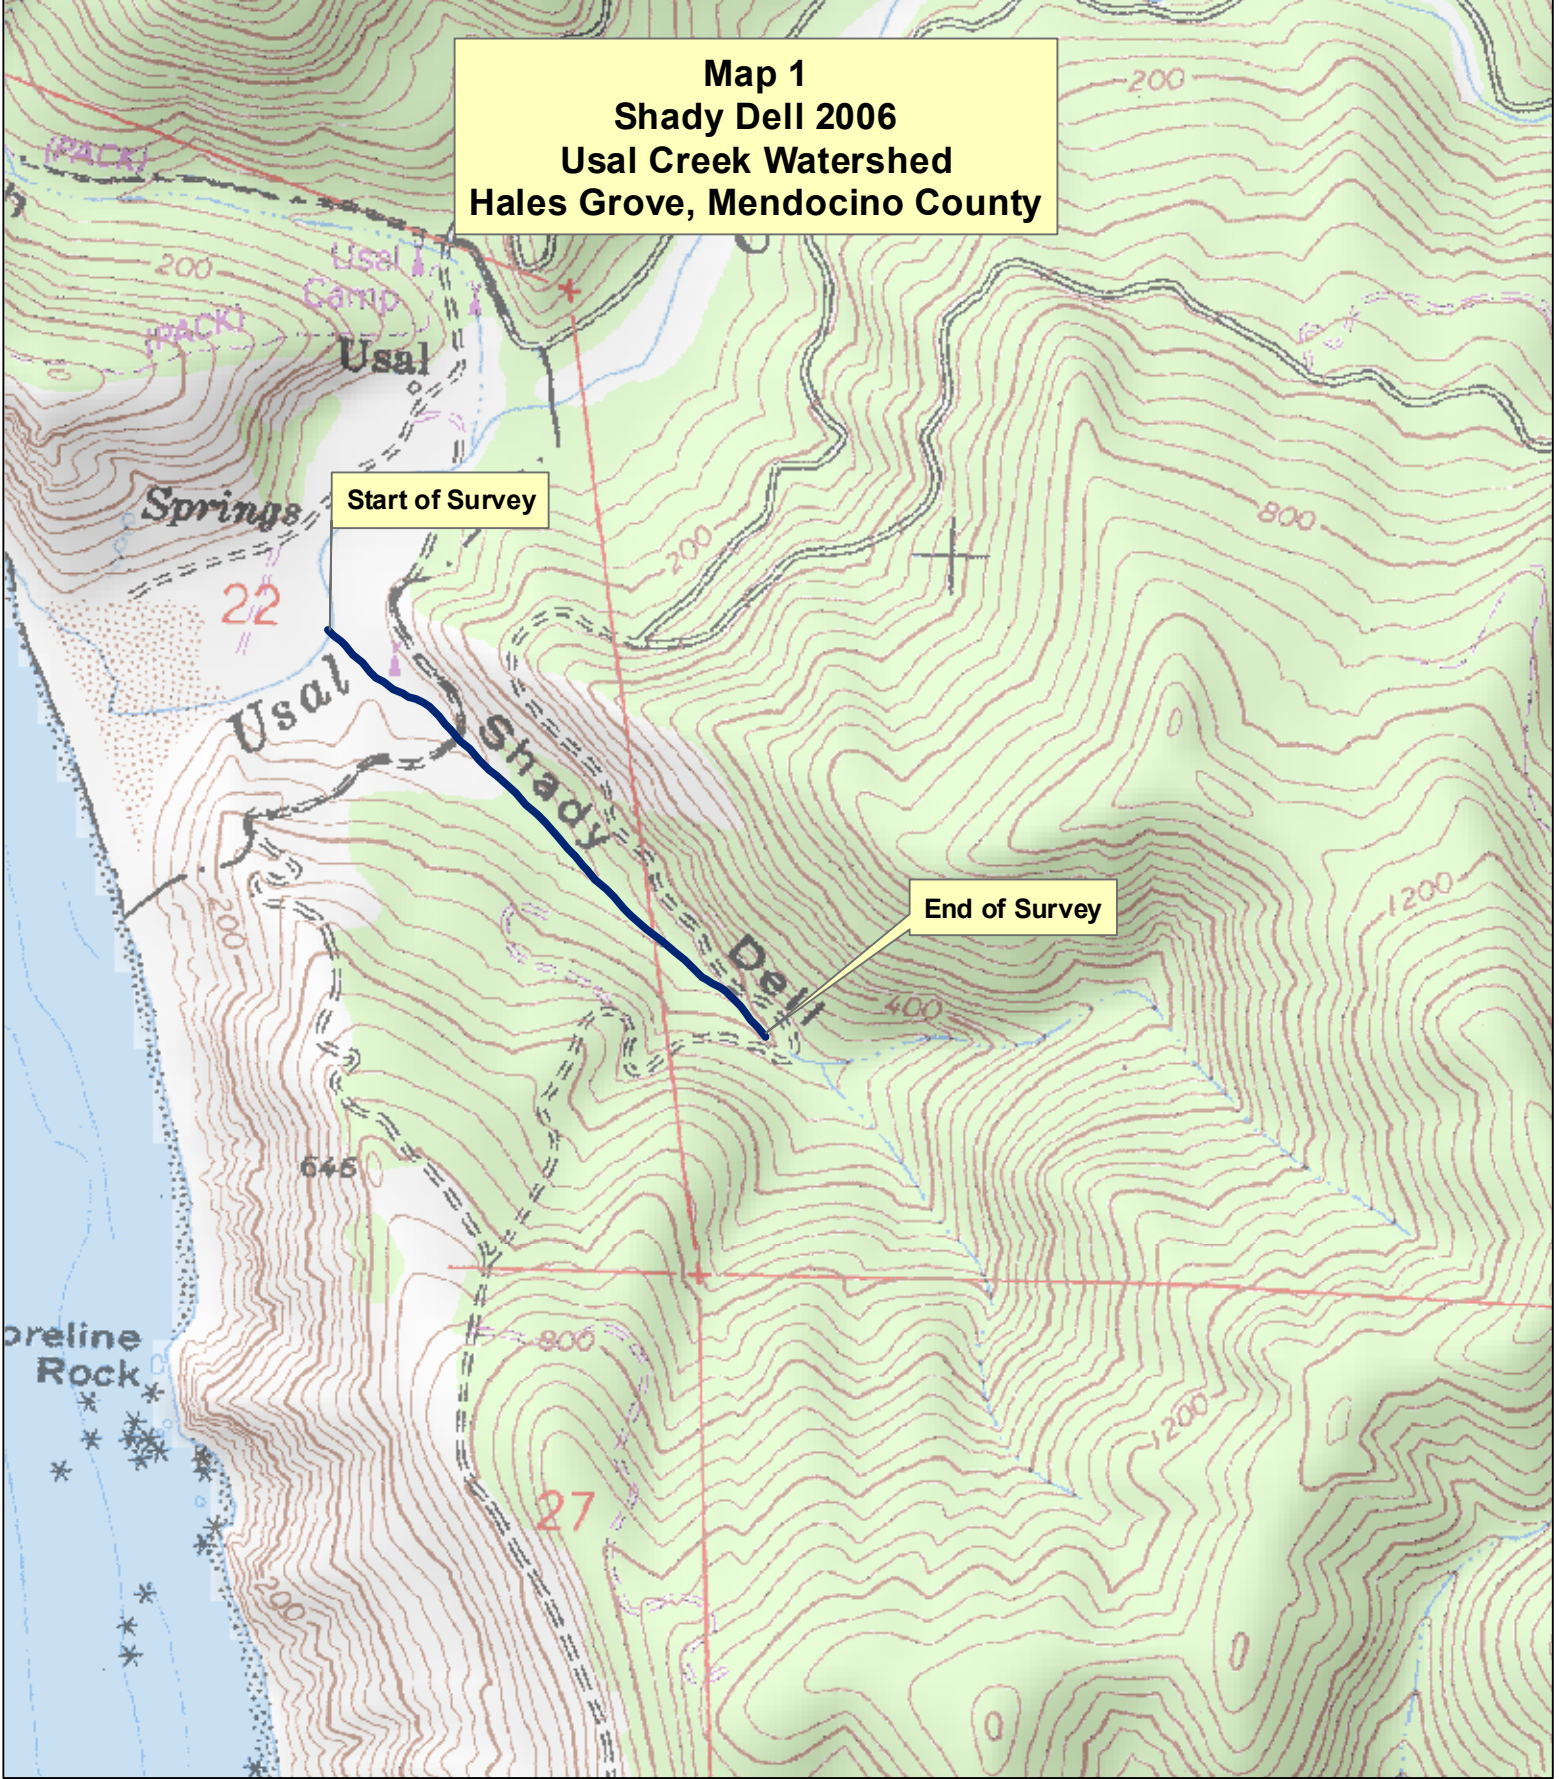 Map 1
Shady Dell 2006
Usal Creek Watershed
Hales Grove, Mendocino County
200
(PACK)
Usal
Camp
200
(PACK)
Usal
Start of Survey
Springs
800
200
22
Usal
Shady
1200
End of Survey
200
Dell
400
646
oreline
Rock
800
1200
27
200